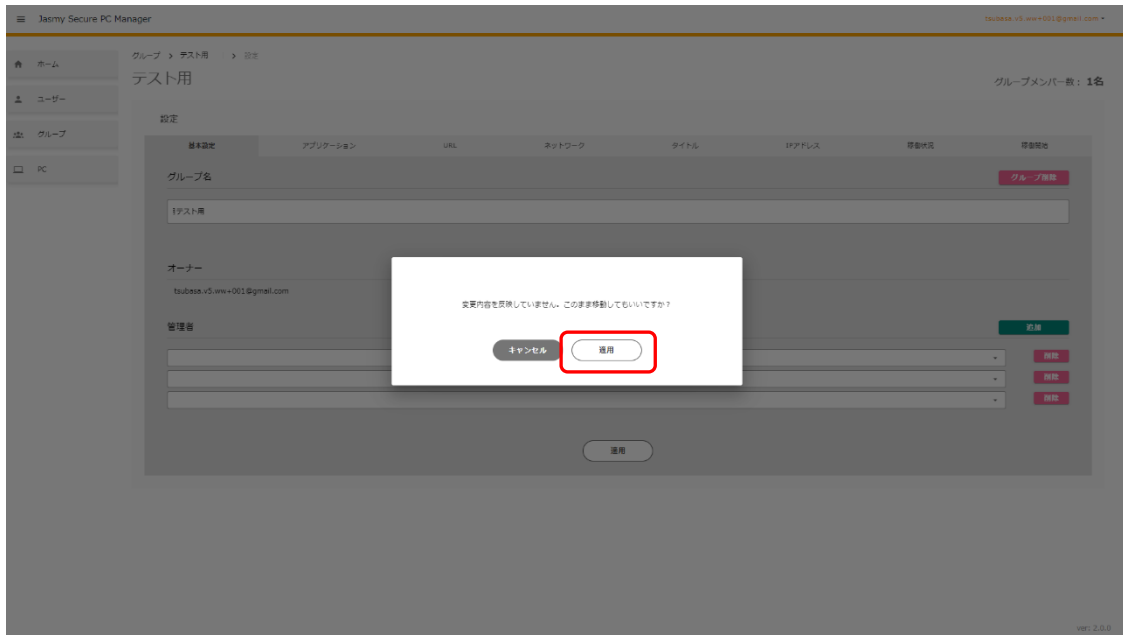 Jasmy Secure PC Manager
tsubasa.v5.ww+001@gmail.com
ホーム
ユーザー
グループ
PC
グループ > テスト用 > 設定
テスト用
グループメンバー数： 1名
設定
基本設定 アプリケーション URL ネットワーク タイトル IPアドレス 稼働状況 稼働開始
グループ名
グループ削除
テスト用
オーナー
tsubasa.v5.ww+001@gmail.com
変更内容を反映していません。このまま移動してもいいですか？
キャンセル 適用
管理者
追加
削除
削除
削除
適用
ver: 2.0.0